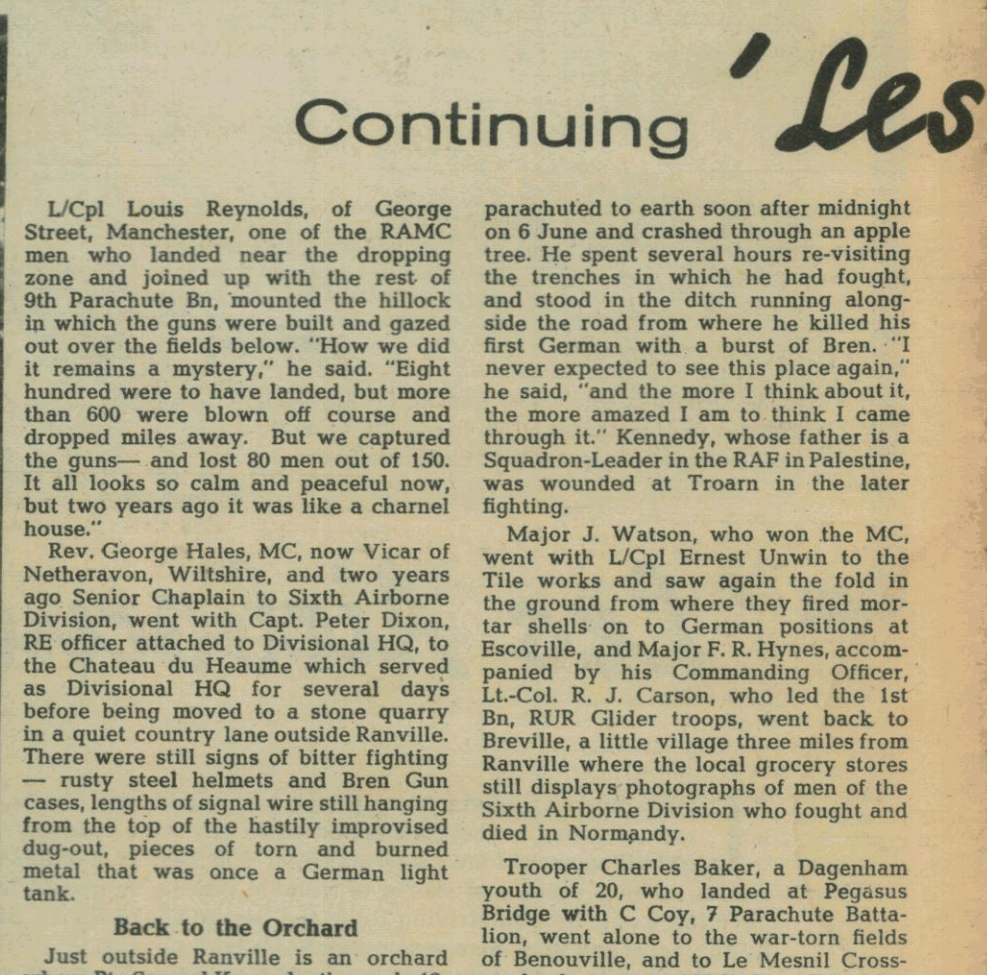 Continuing 'Les
L/Cpl Louis Reynolds, of George
Street, Manchester, one of the RAMC
men who landed near the dropping
zone and joined up with the rest of
9th Parachute Bn, mounted the hillock
in which the guns were built and gazed
out over the fields below. "How we did
it remains a mystery," he said. "Eight
hundred were to have landed, but more
than 600 were blown off course and
dropped miles away. But we captured
the guns— and lost 80 men out of 150.
It all looks so calm and peaceful now,
but two years ago it was like a charnel
house."
Rev. George Hales, MC, now Vicar of
Netheravon, Wiltshire, and two years
ago Senior Chaplain to Sixth Airborne
Division, went with Capt. Peter Dixon,
RE officer attached to Divisional HQ, to
the Chateau du Heaume which served
as Divisional HQ for several days
before being moved to a stone quarry
in a quiet country lane outside Ranville.
There were still signs of bitter fighting
— rusty steel helmets and Bren Gun
cases, lengths of signal wire still hanging
from the top of the hastily improvised
dug-out, pieces of torn and burned
metal that was once a German light
tank.
Back to the Orchard
Just outside Ranville is an orchard
parachuted to earth soon after midnight
on 6 June and crashed through an apple
tree. He spent several hours re-visiting
the trenches in which he had fought,
and stood in the ditch running along-
side the road from where he killed his
first German with a burst of Bren. "I
never expected to see this place again,"
he said, "and the more I think about it,
the more amazed I am to think I came
through it." Kennedy, whose father is a
Squadron-Leader in the RAF in Palestine,
was wounded at Troarn in the later
fighting.
Major J. Watson, who won the MC,
went with L/Cpl Ernest Unwin to the
Tile works and saw again the fold in
the ground from where they fired mor-
tar shells on to German positions at
Escoville, and Major F. R. Hynes, accom-
panied by his Commanding Officer,
Lt.-Col. R. J. Carson, who led the 1st
Bn, RUR Glider troops, went back to
Breville, a little village three miles from
Ranville where the local grocery stores
still displays photographs of men of the
Sixth Airborne Division who fought and
died in Normandy.
Trooper Charles Baker, a Dagenham
youth of 20, who landed at Pegasus
Bridge with C Coy, 7 Parachute Batta-
lion, went alone to the war-torn fields
of Benouville, and to Le Mesnil Cross-